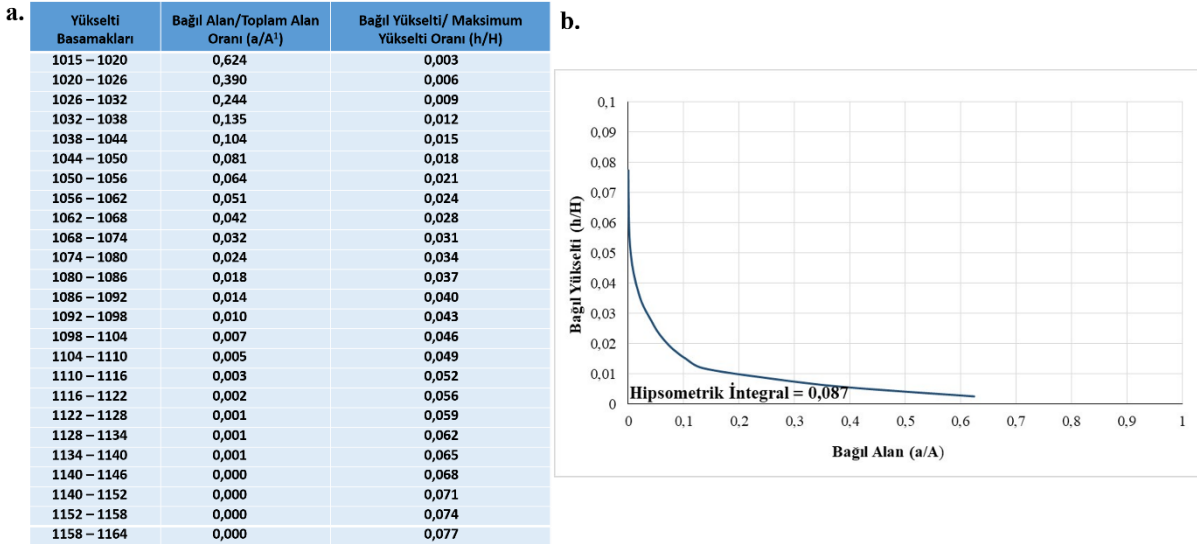 a.
Yükselti Basamakları
Bağıl Alan/Toplam Alan Oranı (a/A¹)
Bağıl Yükselti/ Maksimum Yükselti Oranı (h/H)
1015 – 1020 0,624 0,003
1020 – 1026 0,390 0,006
1026 – 1032 0,244 0,009
1032 – 1038 0,135 0,012
1038 – 1044 0,104 0,015
1044 – 1050 0,081 0,018
1050 – 1056 0,064 0,021
1056 – 1062 0,051 0,024
1062 – 1068 0,042 0,028
1068 – 1074 0,032 0,031
1074 – 1080 0,024 0,034
1080 – 1086 0,018 0,037
1086 – 1092 0,014 0,040
1092 – 1098 0,010 0,043
1098 – 1104 0,007 0,046
1104 – 1110 0,005 0,049
1110 – 1116 0,003 0,052
1116 – 1122 0,002 0,056
1122 – 1128 0,001 0,059
1128 – 1134 0,001 0,062
1134 – 1140 0,001 0,065
1140 – 1146 0,000 0,068
1140 – 1152 0,000 0,071
1152 – 1158 0,000 0,074
1158 – 1164 0,000 0,077
b.
Bağıl Yükselti (h/H)
0,1
0,09
0,08
0,07
0,06
0,05
0,04
0,03
0,02
0,01
0
Hipsometrik İntegral = 0,087
0 0,1 0,2 0,3 0,4 0,5 0,6 0,7 0,8 0,9 1
Bağıl Alan (a/A)